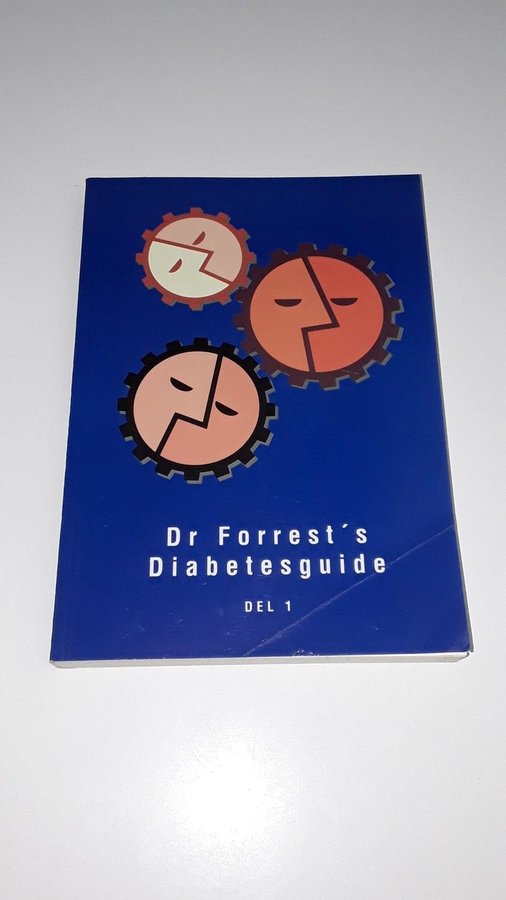 Dr Forrest´s
Diabetesguide
DEL 1